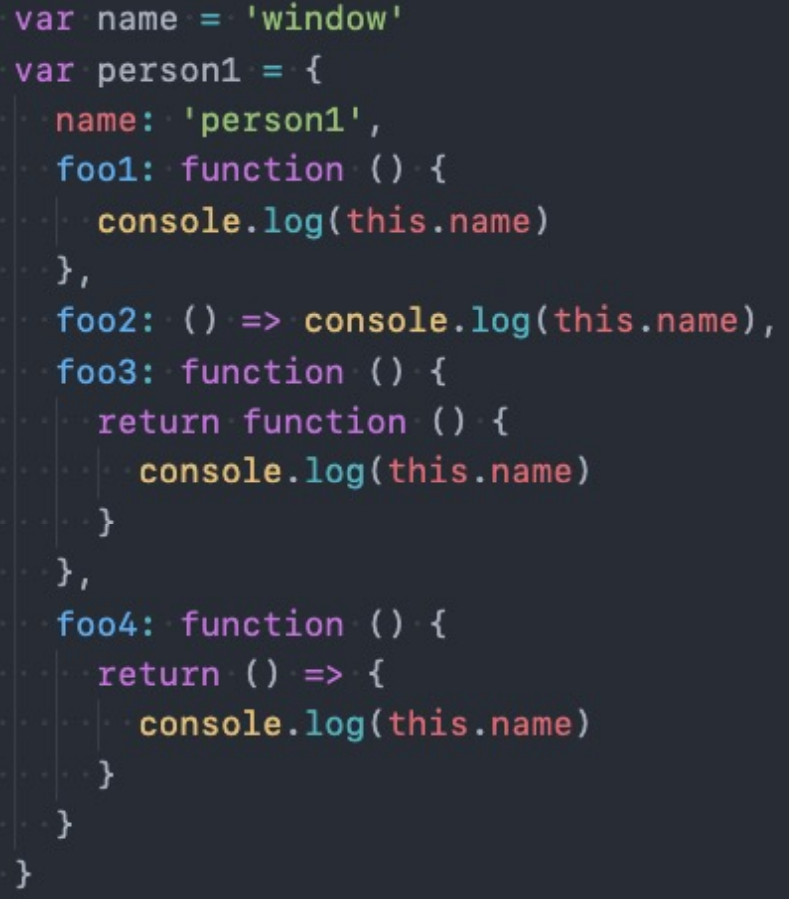 var name = 'window'
var person1 = {
  name: 'person1',
  foo1: function () {
    console.log(this.name)
  },
  foo2: () => console.log(this.name),
  foo3: function () {
    return function () {
      console.log(this.name)
    }
  },
  foo4: function () {
    return () => {
      console.log(this.name)
    }
  }
}